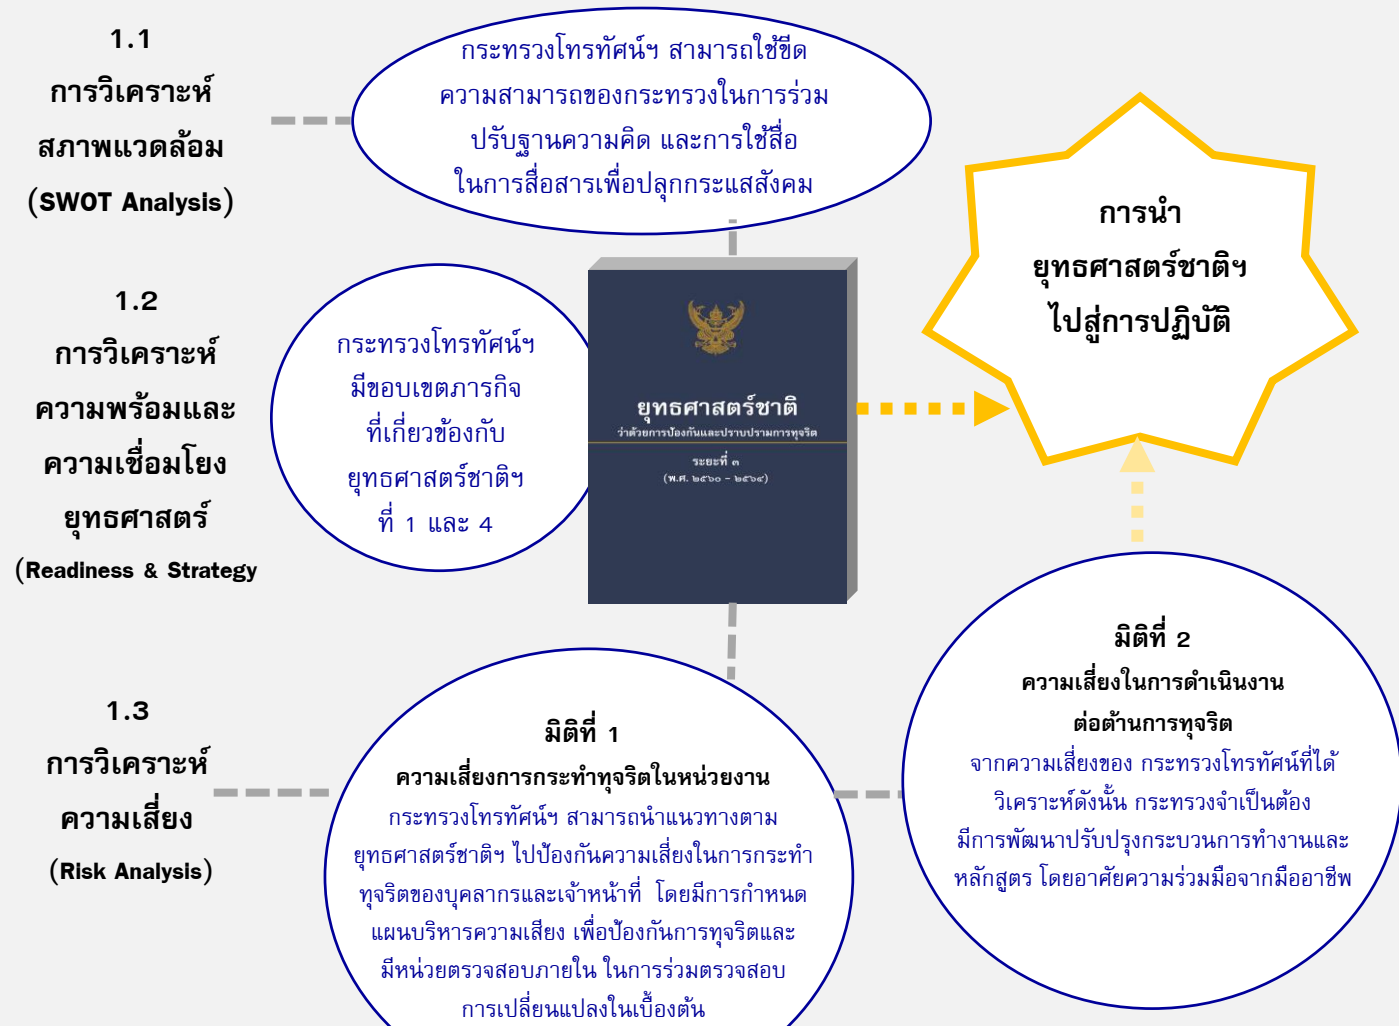 1.1
การวิเคราะห์
สภาพแวดล้อม
(SWOT Analysis)
กระทรวงโทรทัศน์ฯ สามารถใช้ขีด
ความสามารถของกระทรวงในการร่วม
ปรับฐานความคิด และการใช้สื่อ
ในการสื่อสารเพื่อปลุกกระแสสังคม
การนำ
ยุทธศาสตร์ชาติฯ
ไปสู่การปฏิบัติ
1.2
การวิเคราะห์
ความพร้อมและ
ความเชื่อมโยง
ยุทธศาสตร์
(Readiness & Strategy
กระทรวงโทรทัศน์ฯ
มีขอบเขตภารกิจ
ที่เกี่ยวข้องกับ
ยุทธศาสตร์ชาติฯ
ที่ 1 และ 4
ยุทธศาสตร์ชาติ
ว่าด้วยการป้องกันและปราบปรามการทุจริต
ระยะที่ ๓
(พ.ศ. ๒๕๖๐ - ๒๕๖๔)
1.3
การวิเคราะห์
ความเสี่ยง
(Risk Analysis)
มิติที่ 1
ความเสี่ยงการกระทำทุจริตในหน่วยงาน
กระทรวงโทรทัศน์ฯ สามารถนำแนวทางตาม
ยุทธศาสตร์ชาติฯ ไปป้องกันความเสี่ยงในการกระทำ
ทุจริตของบุคลากรและเจ้าหน้าที่ โดยมีการกำหนด
แผนบริหารความเสียง เพื่อป้องกันการทุจริตและ
มีหน่วยตรวจสอบภายใน ในการร่วมตรวจสอบ
การเปลี่ยนแปลงในเบื้องต้น
มิติที่ 2
ความเสี่ยงในการดำเนินงาน
ต่อต้านการทุจริต
จากความเสี่ยงของ กระทรวงโทรทัศน์ที่ได้
วิเคราะห์ดังนั้น กระทรวงจำเป็นต้อง
มีการพัฒนาปรับปรุงกระบวนการทำงานและ
หลักสูตร โดยอาศัยความร่วมมือจากมืออาชีพ